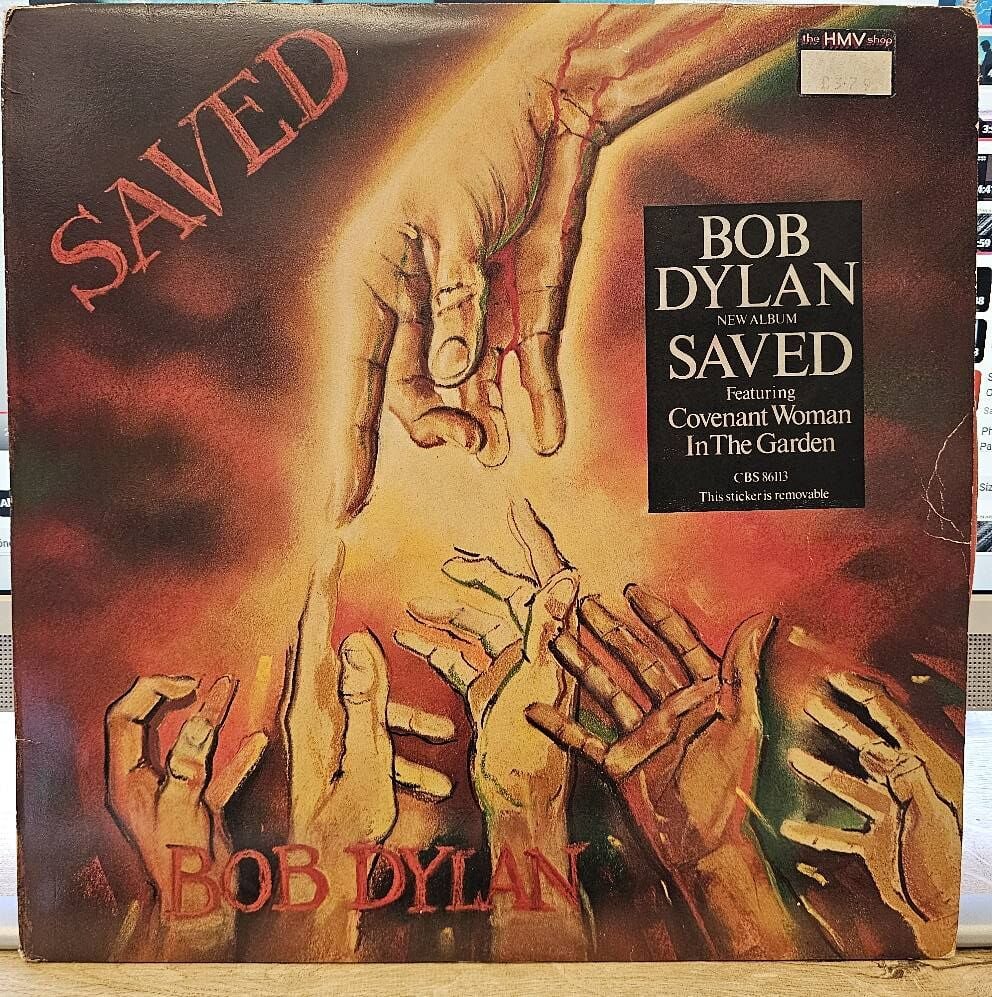 SAVED
the HMV shop
BOB
DYLAN
NEW ALBUM
SAVED
Featuring
Covenant Woman
In The Garden
CBS 86113
This sticker is removable
BOB DYLAN